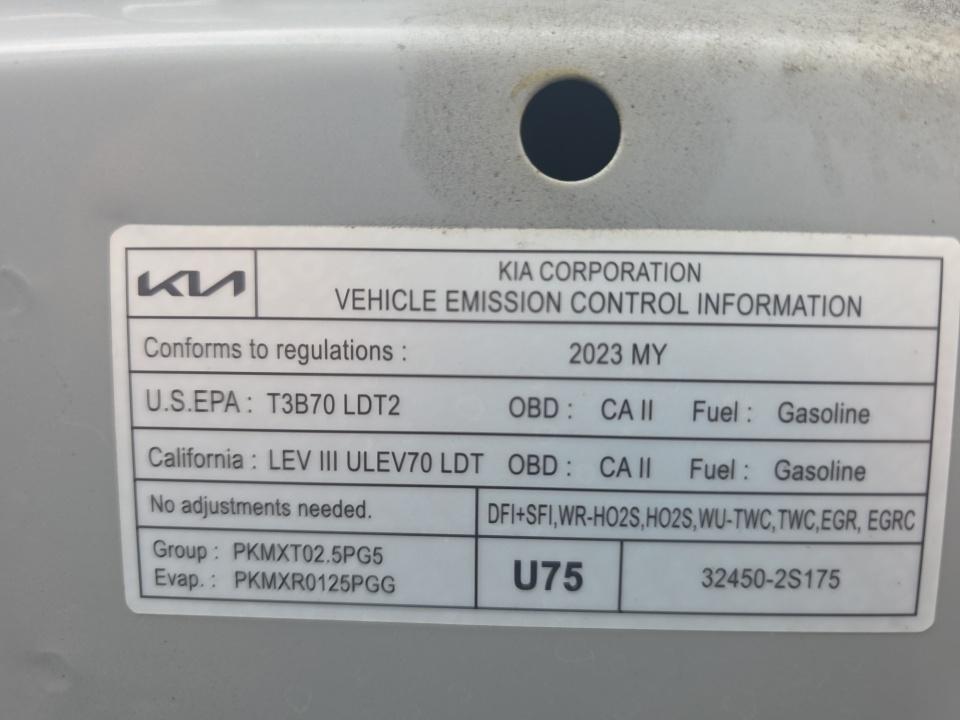 KIA
KIA CORPORATION
VEHICLE EMISSION CONTROL INFORMATION
Conforms to regulations : 2023 MY
U.S.EPA : T3B70 LDT2 OBD : CA II Fuel : Gasoline
California : LEV III ULEV70 LDT OBD : CA II Fuel : Gasoline
No adjustments needed.
DFI+SFI,WR-HO2S,HO2S,WU-TWC,TWC,EGR, EGRC
Group : PKMXT02.5PG5
Evap. : PKMXR0125PGG
U75
32450-2S175